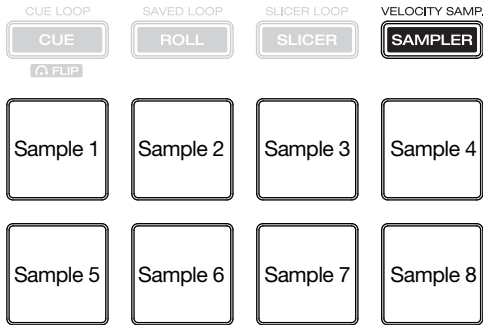 CUE LOOP SAVED LOOP SLICER LOOP VELOCITY SAMP.
CUE ROLL SLICER SAMPLER
FLIP
Sample 1 Sample 2 Sample 3 Sample 4
Sample 5 Sample 6 Sample 7 Sample 8